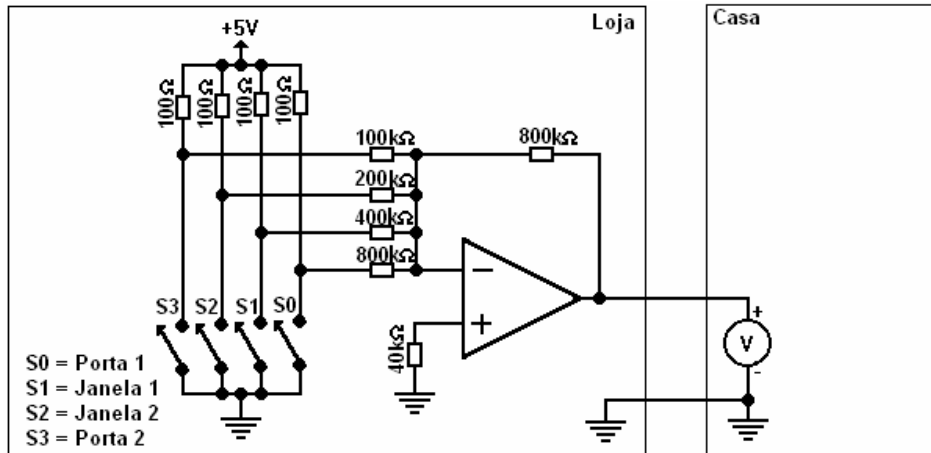 Loja
Casa
+5V
100Ω
100Ω
100Ω
100Ω
100kΩ
800kΩ
200kΩ
400kΩ
800kΩ
S3
S2
S1
S0
40kΩ
−
+
+
V
-
S0 = Porta 1
S1 = Janela 1
S2 = Janela 2
S3 = Porta 2